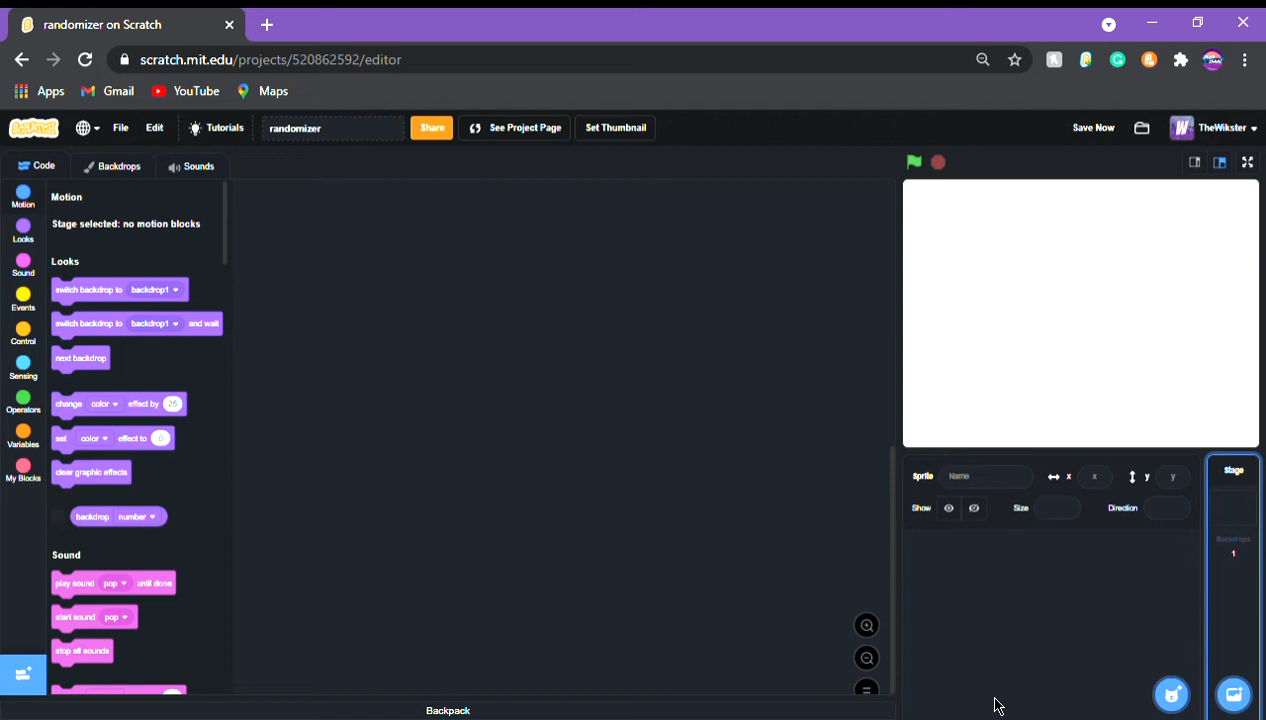 randomizer on Scratch
scratch.mit.edu/projects/520862592/editor
Apps Gmail YouTube Maps
SCRATCH File Edit Tutorials randomizer Share See Project Page Set Thumbnail Save Now TheWikster
Code Backdrops Sounds
Motion
Looks
Sound
Events
Control
Sensing
Operators
Variables
My Blocks
Motion
Stage selected: no motion blocks
Looks
switch backdrop to backdrop1
switch backdrop to backdrop1 and wait
next backdrop
change color effect by 25
set color effect to 0
clear graphic effects
backdrop number
Sound
play sound pop until done
start sound pop
stop all sounds
Sprite Name x x y y
Show Size Direction
Stage
Backdrops
1
Backpack